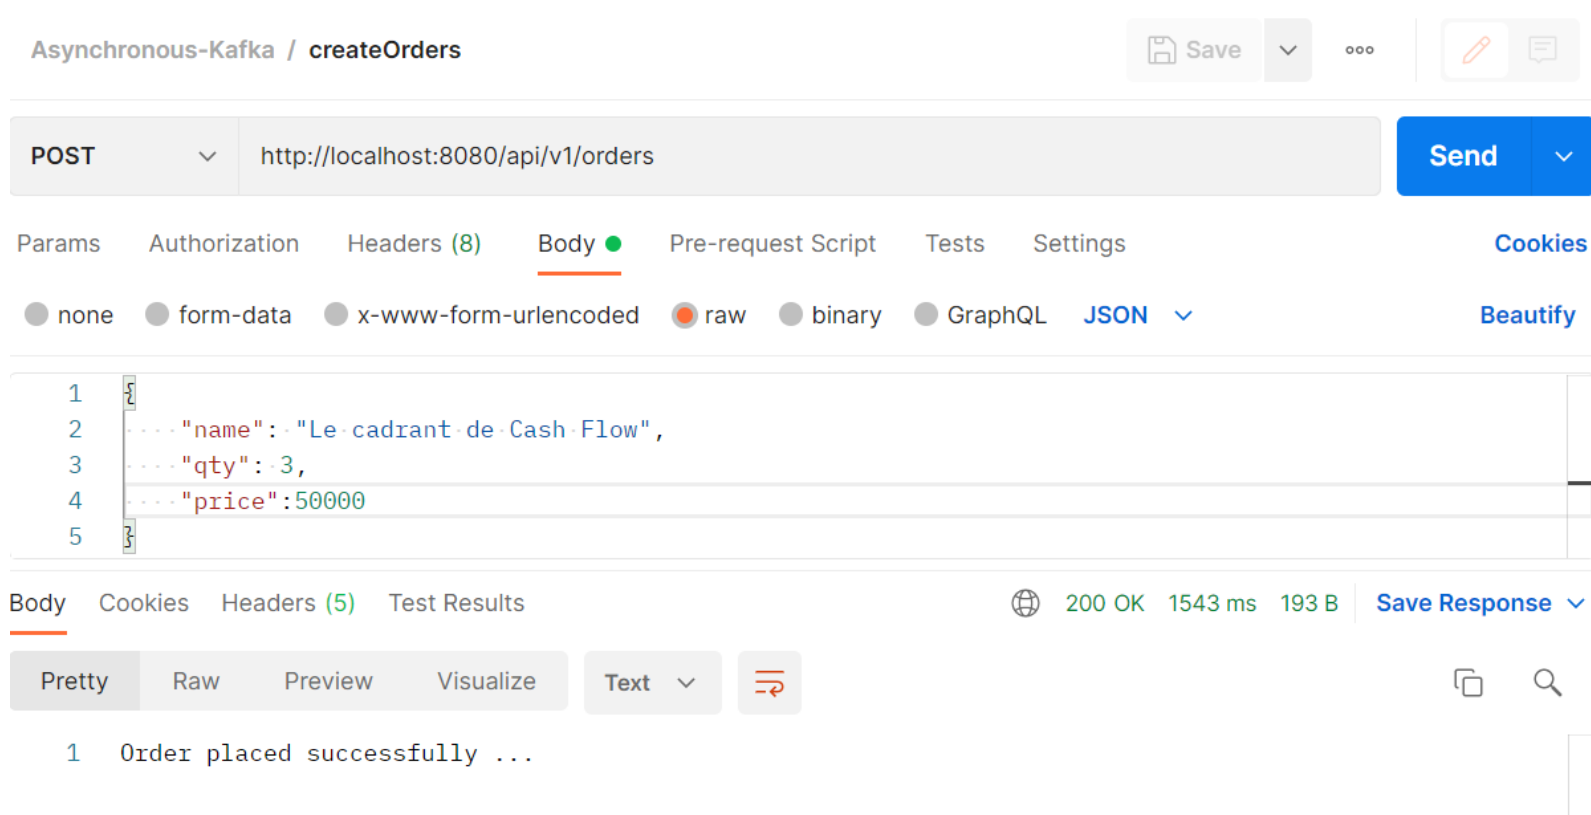 Asynchronous-Kafka / createOrders
Save
POST
http://localhost:8080/api/v1/orders
Send
Params Authorization Headers (8) Body Pre-request Script Tests Settings Cookies
none form-data x-www-form-urlencoded raw binary GraphQL JSON Beautify
1 {
2 "name": "Le cadrant de Cash Flow",
3 "qty": 3,
4 "price":50000
5 }
Body Cookies Headers (5) Test Results 200 OK 1543 ms 193 B Save Response
Pretty Raw Preview Visualize Text
1 Order placed successfully ...